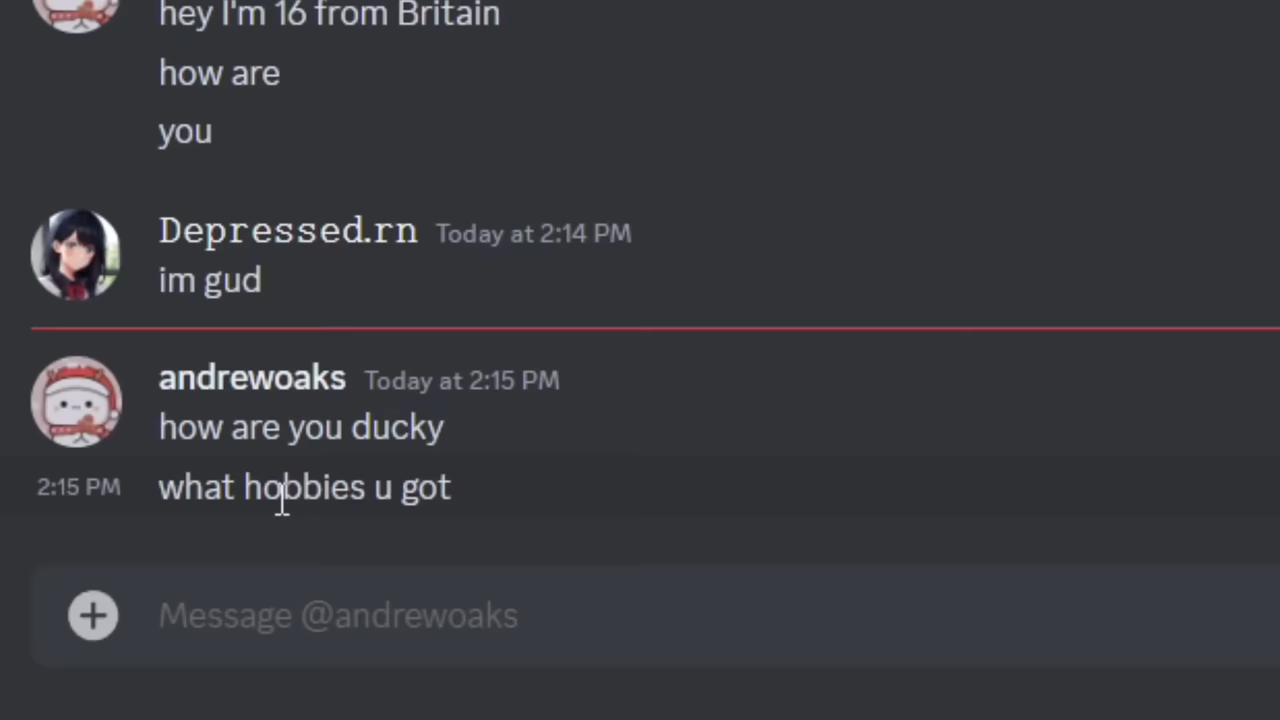 hey I'm 16 from Britain
how are
you
Depressed.rn Today at 2:14 PM
im gud
andrewoaks Today at 2:15 PM
how are you ducky
2:15 PM what hobbies u got
Message @andrewoaks